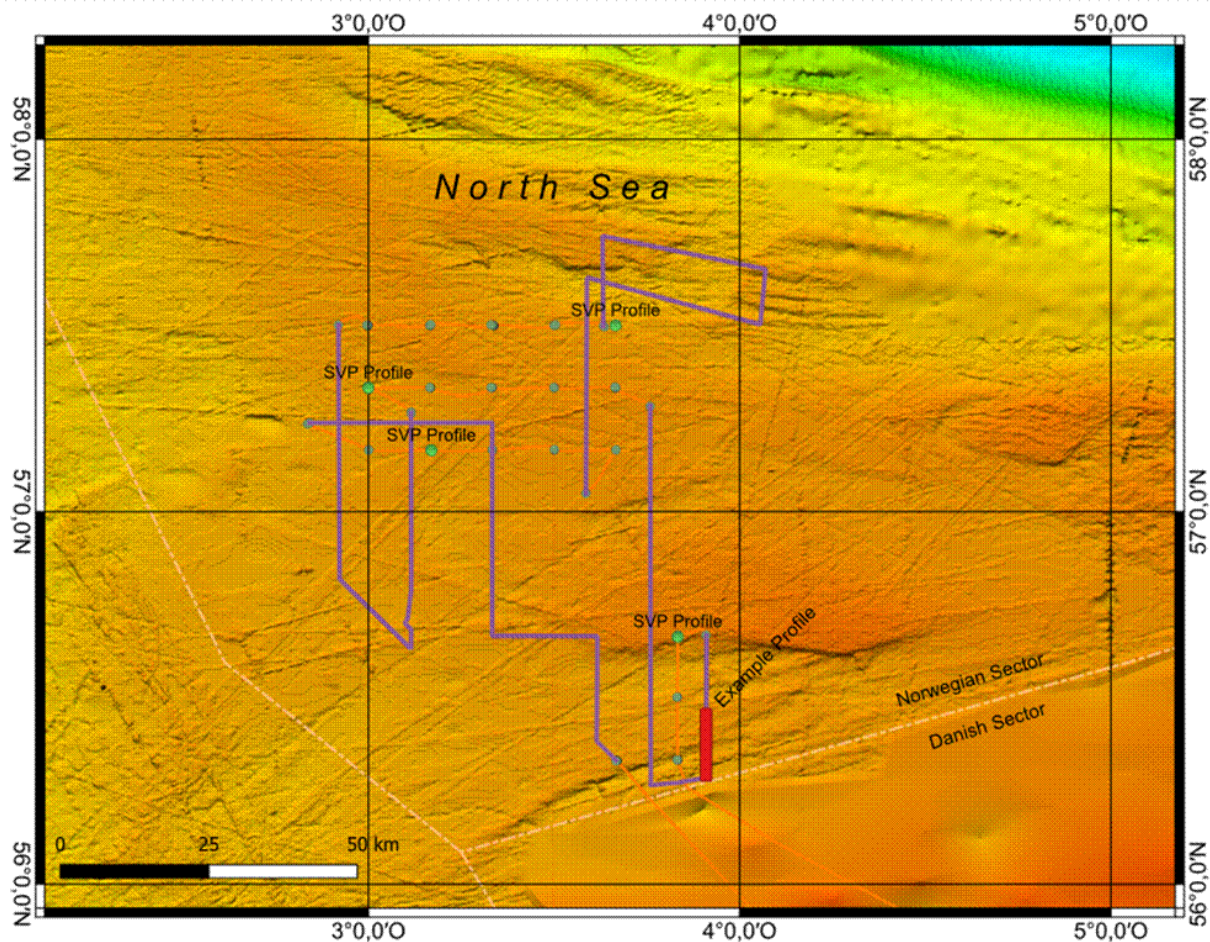 3°0,0'O 4°0,0'O 5°0,0'O
58°0,0'N 58°0,0'N
North Sea
SVP Profile
SVP Profile
SVP Profile
57°0,0'N 57°0,0'N
SVP Profile
Example Profile
Norwegian Sector
Danish Sector
0 25 50 km
56°0,0'N 56°0,0'N
3°0,0'O 4°0,0'O 5°0,0'O